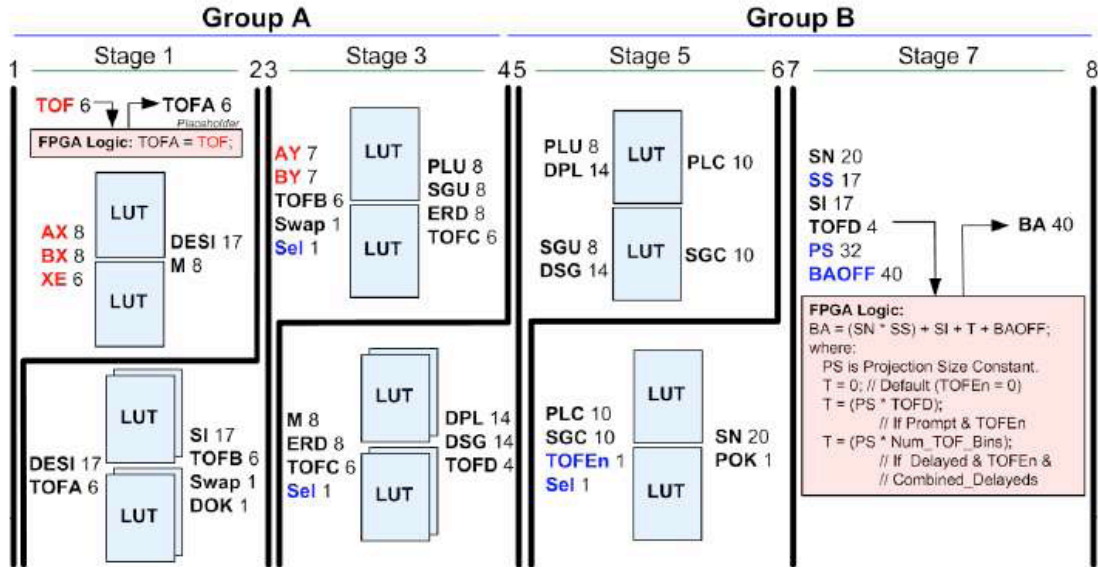 Group A
Group B
Stage 1
Stage 3
Stage 5
Stage 7
1
2
3
4
5
6
7
8
TOF 6
TOFA 6
Placeholder
FPGA Logic: TOFA = TOF;
AX 8
BX 8
XE 6
LUT
LUT
DESI 17
M 8
DESI 17
TOFA 6
LUT
LUT
SI 17
TOFB 6
Swap 1
DOK 1
AY 7
BY 7
TOFB 6
Swap 1
Sel 1
LUT
LUT
PLU 8
SGU 8
ERD 8
TOFC 6
M 8
ERD 8
TOFC 6
Sel 1
LUT
LUT
DPL 14
DSG 14
TOFD 4
PLU 8
DPL 14
LUT
PLC 10
SGU 8
DSG 14
LUT
SGC 10
PLC 10
SGC 10
TOFEn 1
Sel 1
LUT
LUT
SN 20
POK 1
SN 20
SS 17
SI 17
TOFD 4
PS 32
BAOFF 40
BA 40
FPGA Logic:
BA = (SN * SS) + SI + T + BAOFF;
where:
PS is Projection Size Constant.
T = 0; // Default (TOFEn = 0)
T = (PS * TOFD);
// If Prompt & TOFEn
T = (PS * Num_TOF_Bins);
// If Delayed & TOFEn &
// Combined_Delayeds